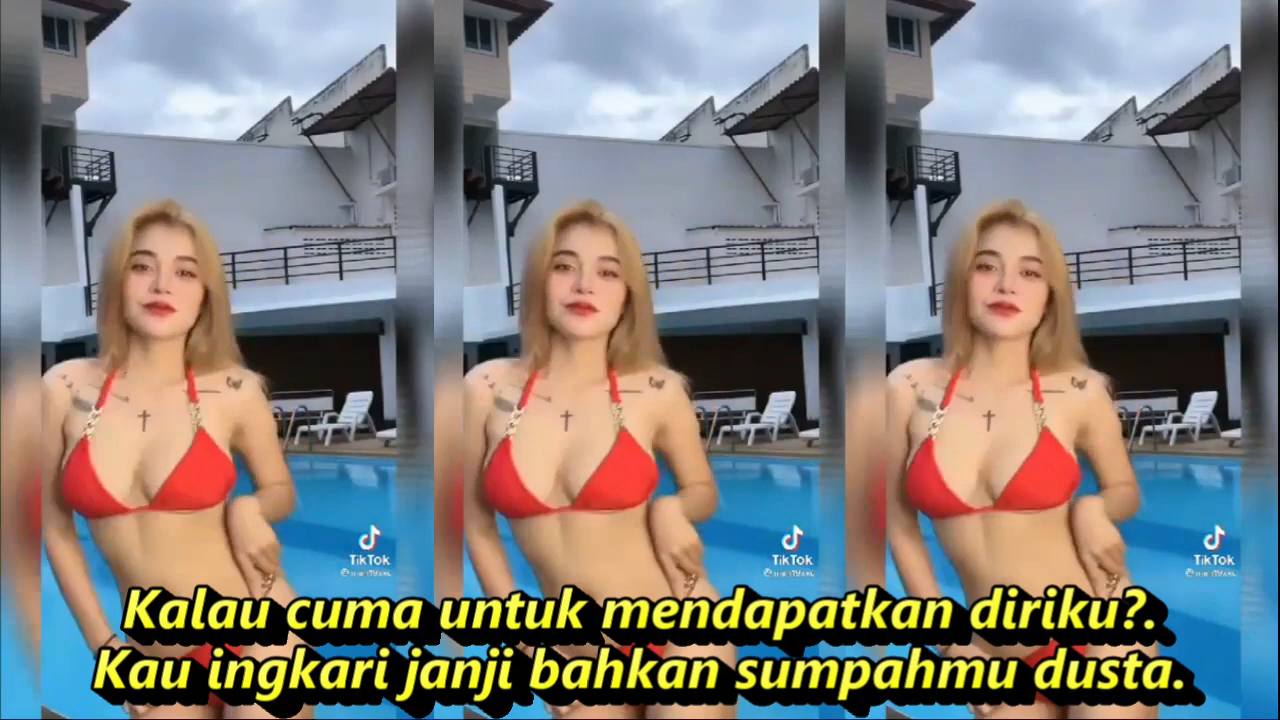 TikTok
TikTok
TikTok
Kalau cuma untuk mendapatkan diriku?.
Kau ingkari janji bahkan sumpahmu dusta.